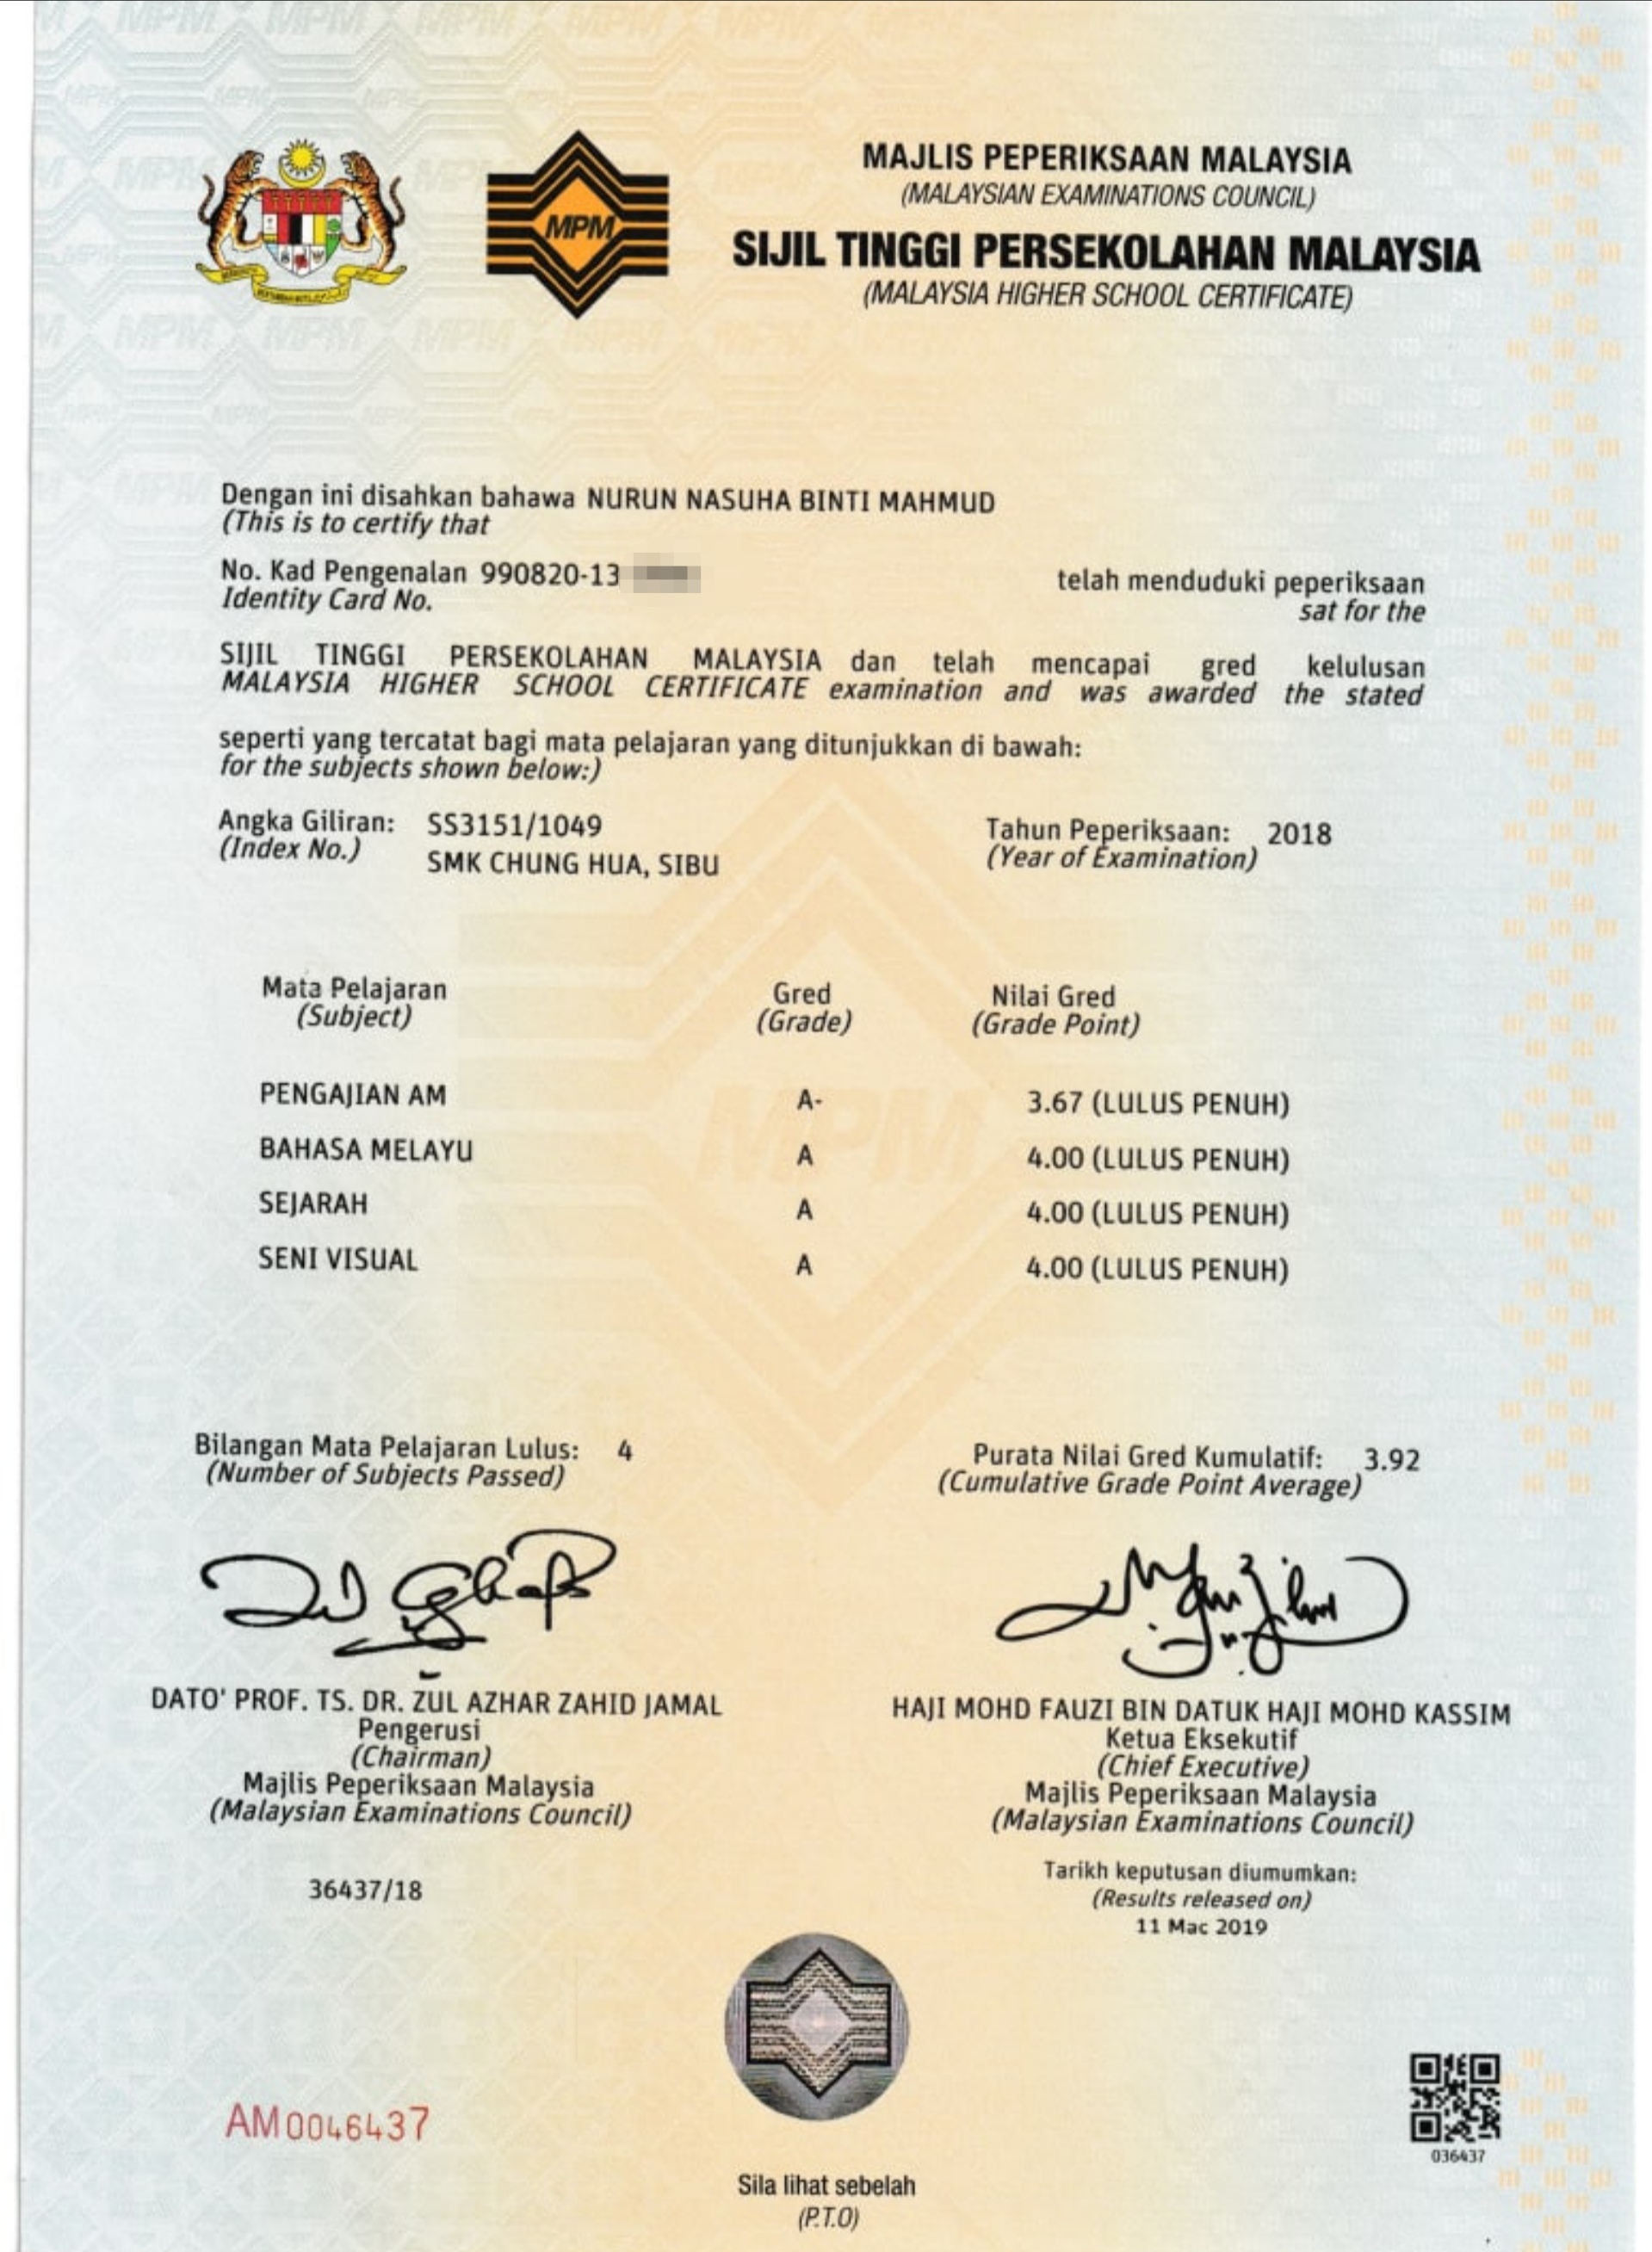 MPM
MAJLIS PEPERIKSAAN MALAYSIA
(MALAYSIAN EXAMINATIONS COUNCIL)
SIJIL TINGGI PERSEKOLAHAN MALAYSIA
(MALAYSIA HIGHER SCHOOL CERTIFICATE)
Dengan ini disahkan bahawa NURUN NASUHA BINTI MAHMUD
(This is to certify that
No. Kad Pengenalan 990820-13 telah menduduki peperiksaan
Identity Card No. sat for the
SIJIL TINGGI PERSEKOLAHAN MALAYSIA dan telah mencapai gred kelulusan
MALAYSIA HIGHER SCHOOL CERTIFICATE examination and was awarded the stated
seperti yang tercatat bagi mata pelajaran yang ditunjukkan di bawah:
for the subjects shown below:)
Angka Giliran: SS3151/1049 Tahun Peperiksaan: 2018
(Index No.) (Year of Examination)
SMK CHUNG HUA, SIBU
Mata Pelajaran Gred Nilai Gred
(Subject) (Grade) (Grade Point)
PENGAJIAN AM A- 3.67 (LULUS PENUH)
BAHASA MELAYU A 4.00 (LULUS PENUH)
SEJARAH A 4.00 (LULUS PENUH)
SENI VISUAL A 4.00 (LULUS PENUH)
Bilangan Mata Pelajaran Lulus: 4 Purata Nilai Gred Kumulatif: 3.92
(Number of Subjects Passed) (Cumulative Grade Point Average)
DATO' PROF. TS. DR. ZUL AZHAR ZAHID JAMAL
Pengerusi
(Chairman)
Majlis Peperiksaan Malaysia
(Malaysian Examinations Council)
36437/18
HAJI MOHD FAUZI BIN DATUK HAJI MOHD KASSIM
Ketua Eksekutif
(Chief Executive)
Majlis Peperiksaan Malaysia
(Malaysian Examinations Council)
Tarikh keputusan diumumkan:
(Results released on)
11 Mac 2019
AM0046437
036437
Sila lihat sebelah
(P.T.O)